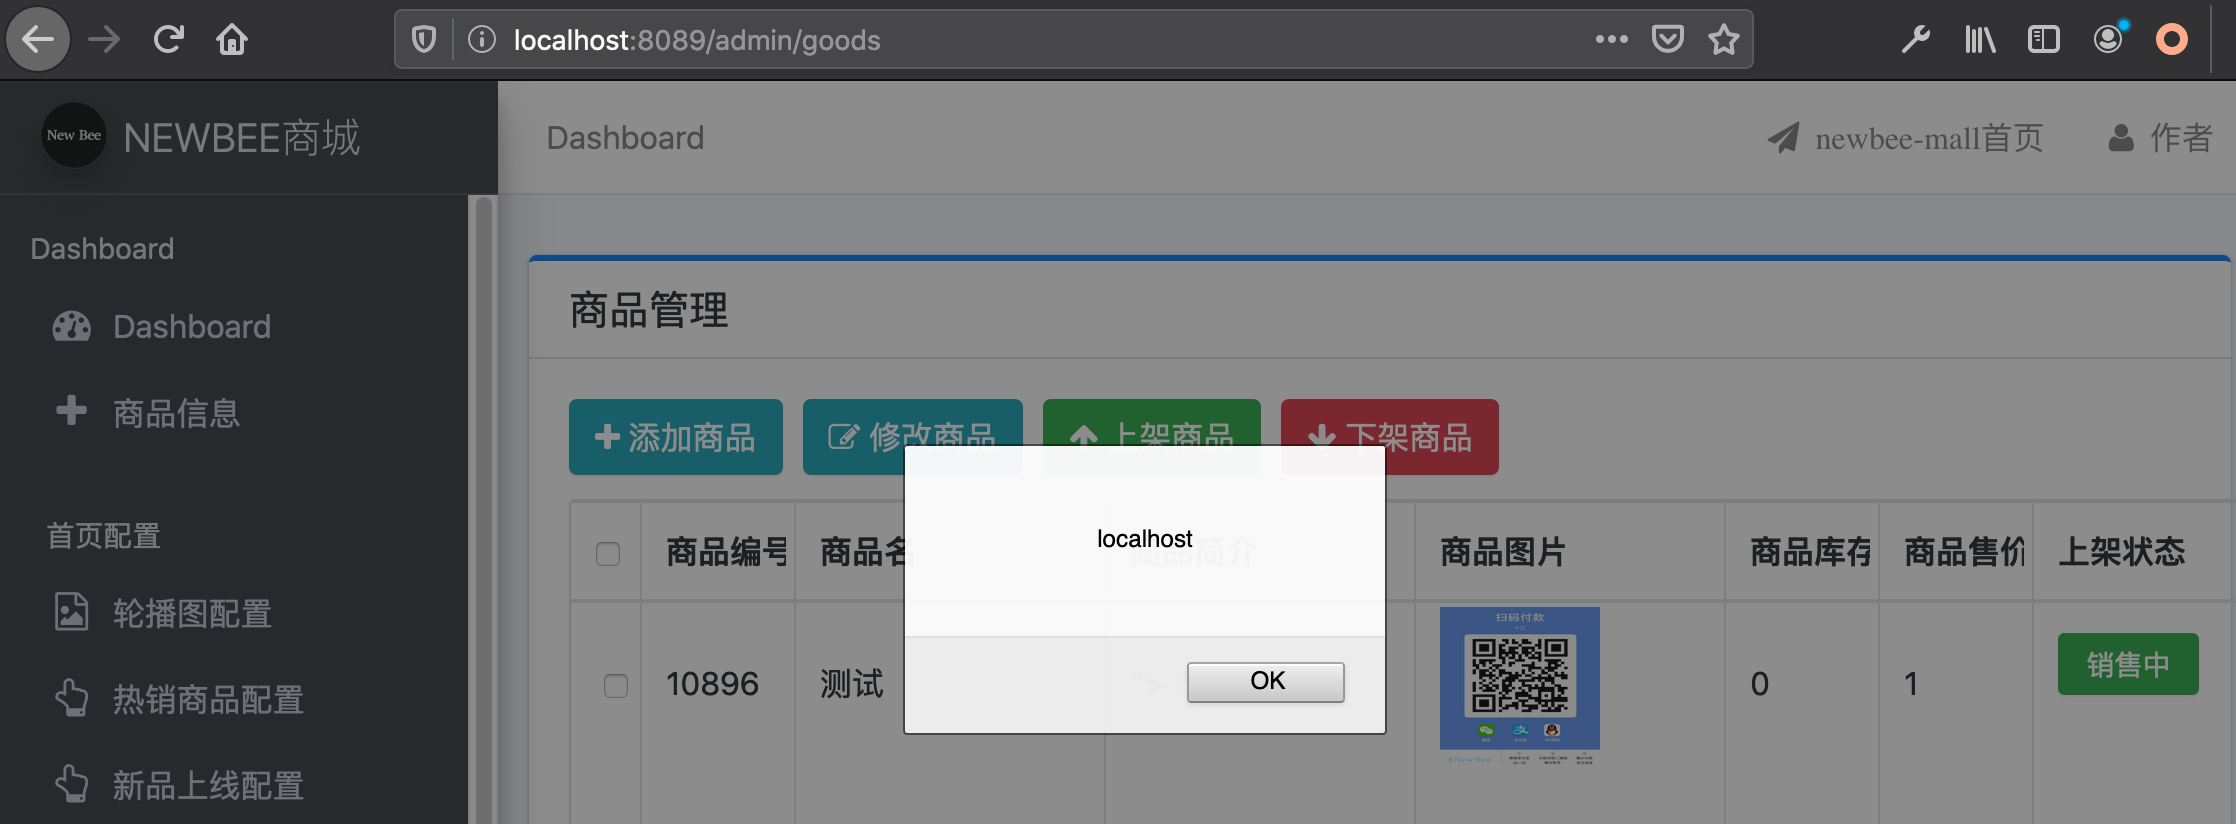 localhost:8089/admin/goods
New Bee
NEWBEE商城
Dashboard
newbee-mall首页
作者
Dashboard
Dashboard
商品信息
首页配置
轮播图配置
热销商品配置
新品上线配置
商品管理
添加商品
修改商品
上架商品
下架商品
商品编号
商品名
商品简介
商品图片
商品库存
商品售价
上架状态
10896
测试
">
扫码付款
New Bee
0
1
销售中
localhost
OK